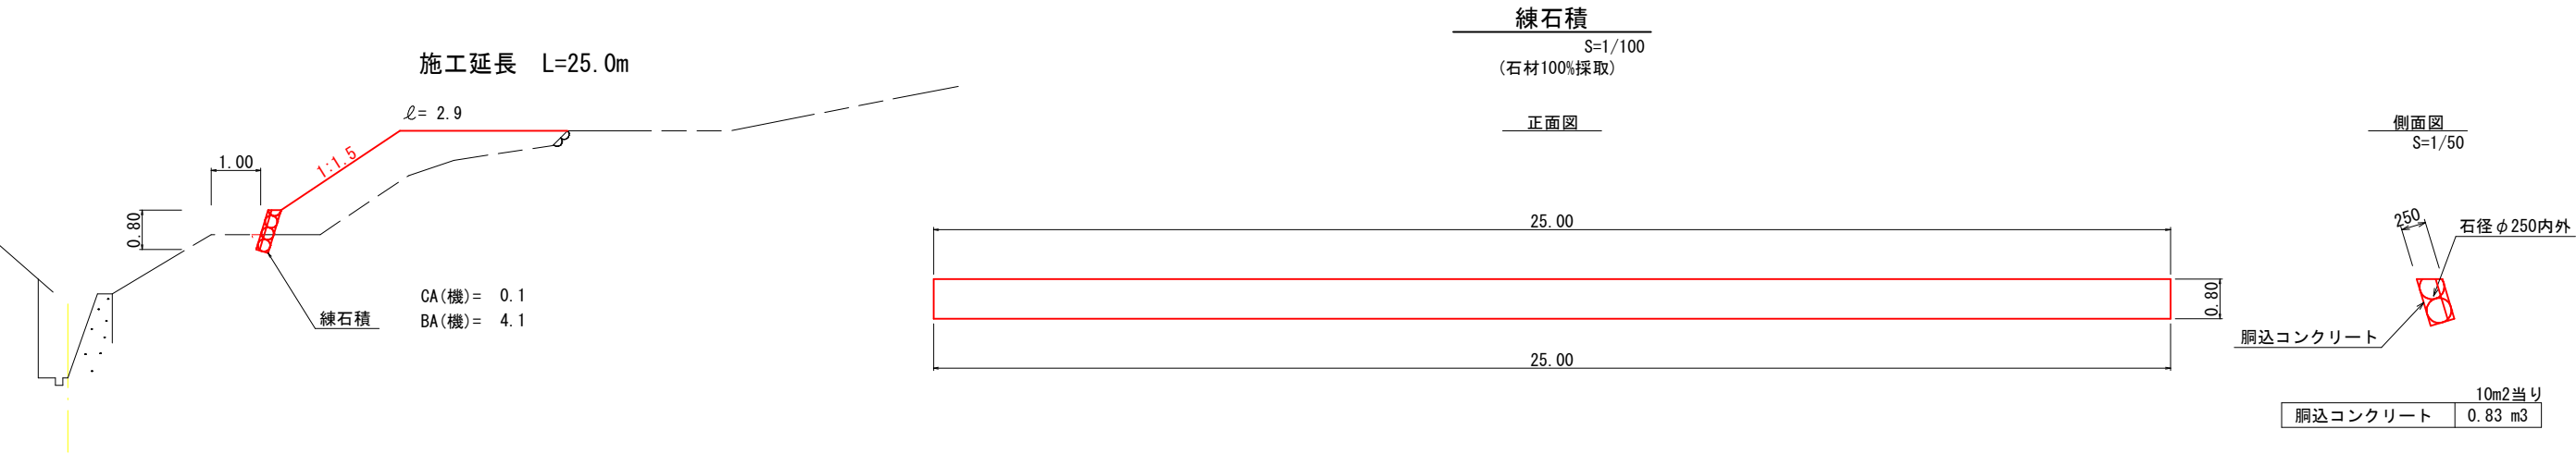 練石積
S=1/100
(石材100%採取)
施工延長 L=25.0m
ℓ= 2.9
1:1.5
1.00
0.80
練石積
CA(機)= 0.1
BA(機)= 4.1
正面図
25.00
0.80
25.00
側面図
S=1/50
250
石径φ250内外
胴込コンクリート
10m2当り
胴込コンクリート 0.83 m3